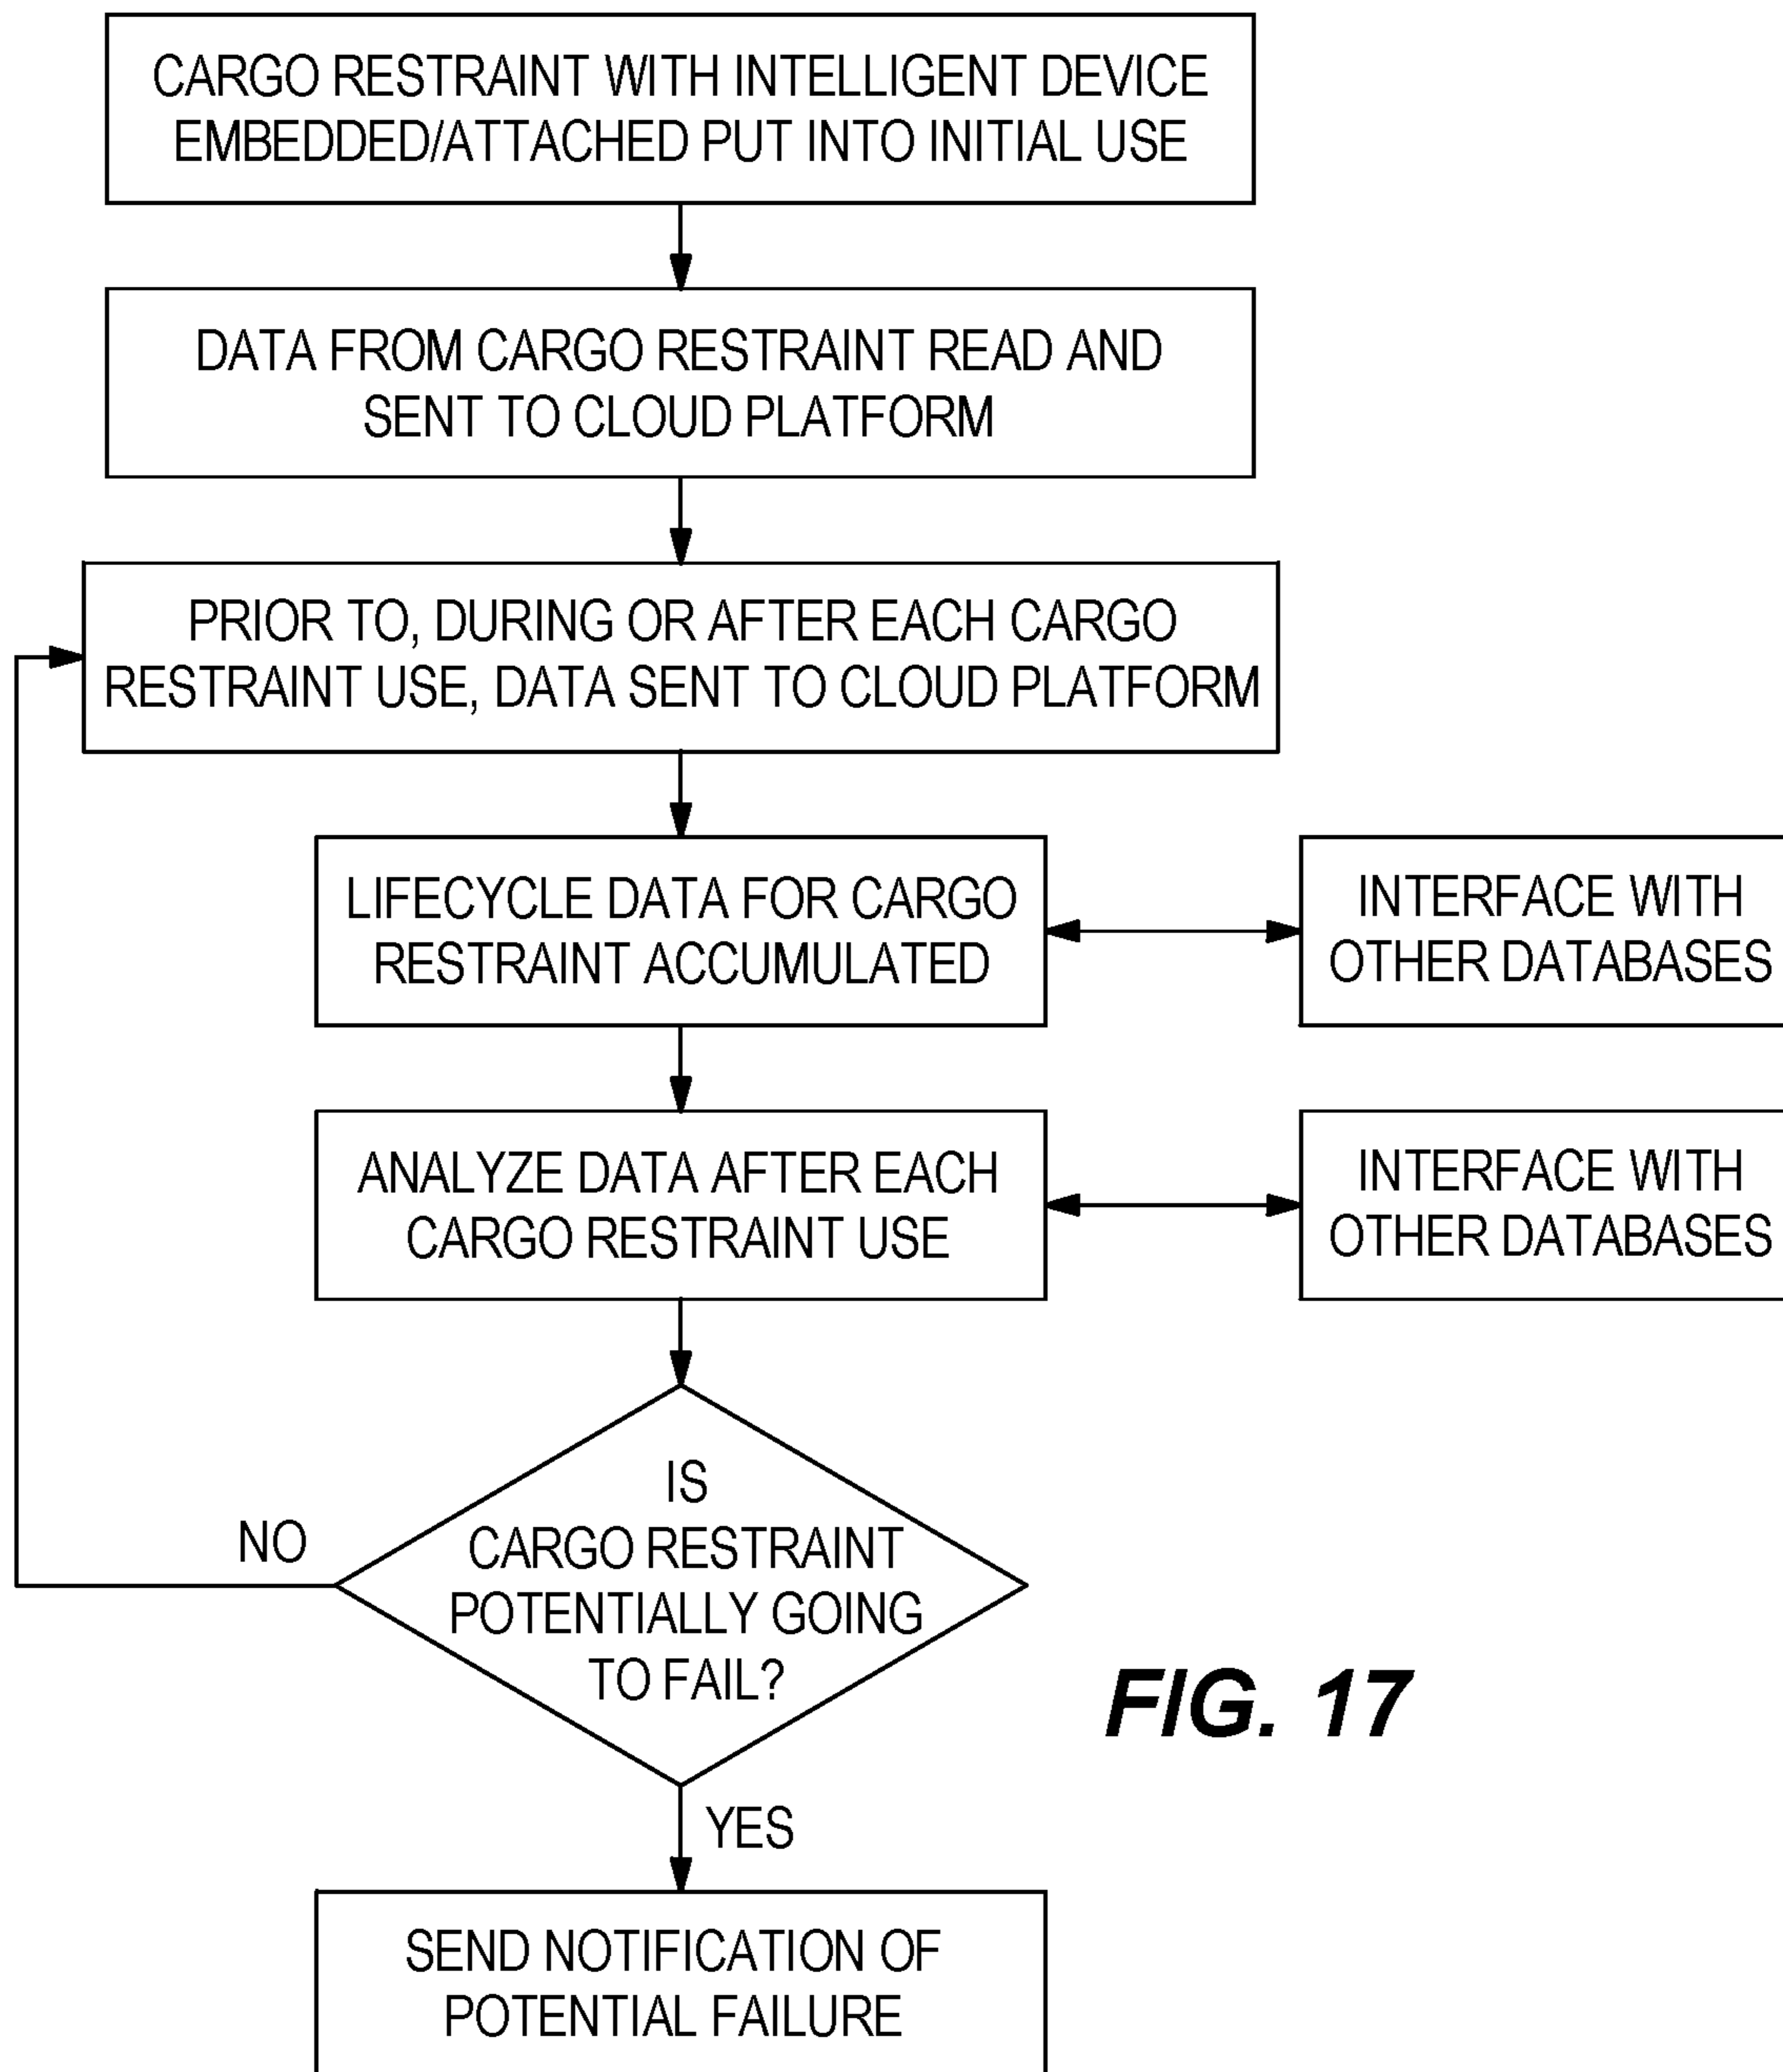 CARGO RESTRAINT WITH INTELLIGENT DEVICE
EMBEDDED/ATTACHED PUT INTO INITIAL USE
DATA FROM CARGO RESTRAINT READ AND
SENT TO CLOUD PLATFORM
PRIOR TO, DURING OR AFTER EACH CARGO
RESTRAINT USE, DATA SENT TO CLOUD PLATFORM
LIFECYCLE DATA FOR CARGO
RESTRAINT ACCUMULATED
INTERFACE WITH
OTHER DATABASES
ANALYZE DATA AFTER EACH
CARGO RESTRAINT USE
INTERFACE WITH
OTHER DATABASES
IS
CARGO RESTRAINT
POTENTIALLY GOING
TO FAIL?
NO
YES
SEND NOTIFICATION OF
POTENTIAL FAILURE
FIG. 17